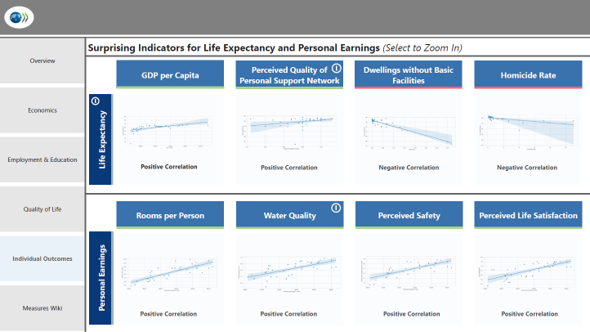 Surprising Indicators for Life Expectancy and Personal Earnings (Select to Zoom In)
Overview
Economics
Employment & Education
Quality of Life
Individual Outcomes
Measures Wiki
Life Expectancy
GDP per Capita
Positive Correlation
Perceived Quality of
Personal Support Network
Positive Correlation
Dwellings without Basic
Facilities
Negative Correlation
Homicide Rate
Negative Correlation
Personal Earnings
Rooms per Person
Positive Correlation
Water Quality
Positive Correlation
Perceived Safety
Positive Correlation
Perceived Life Satisfaction
Positive Correlation